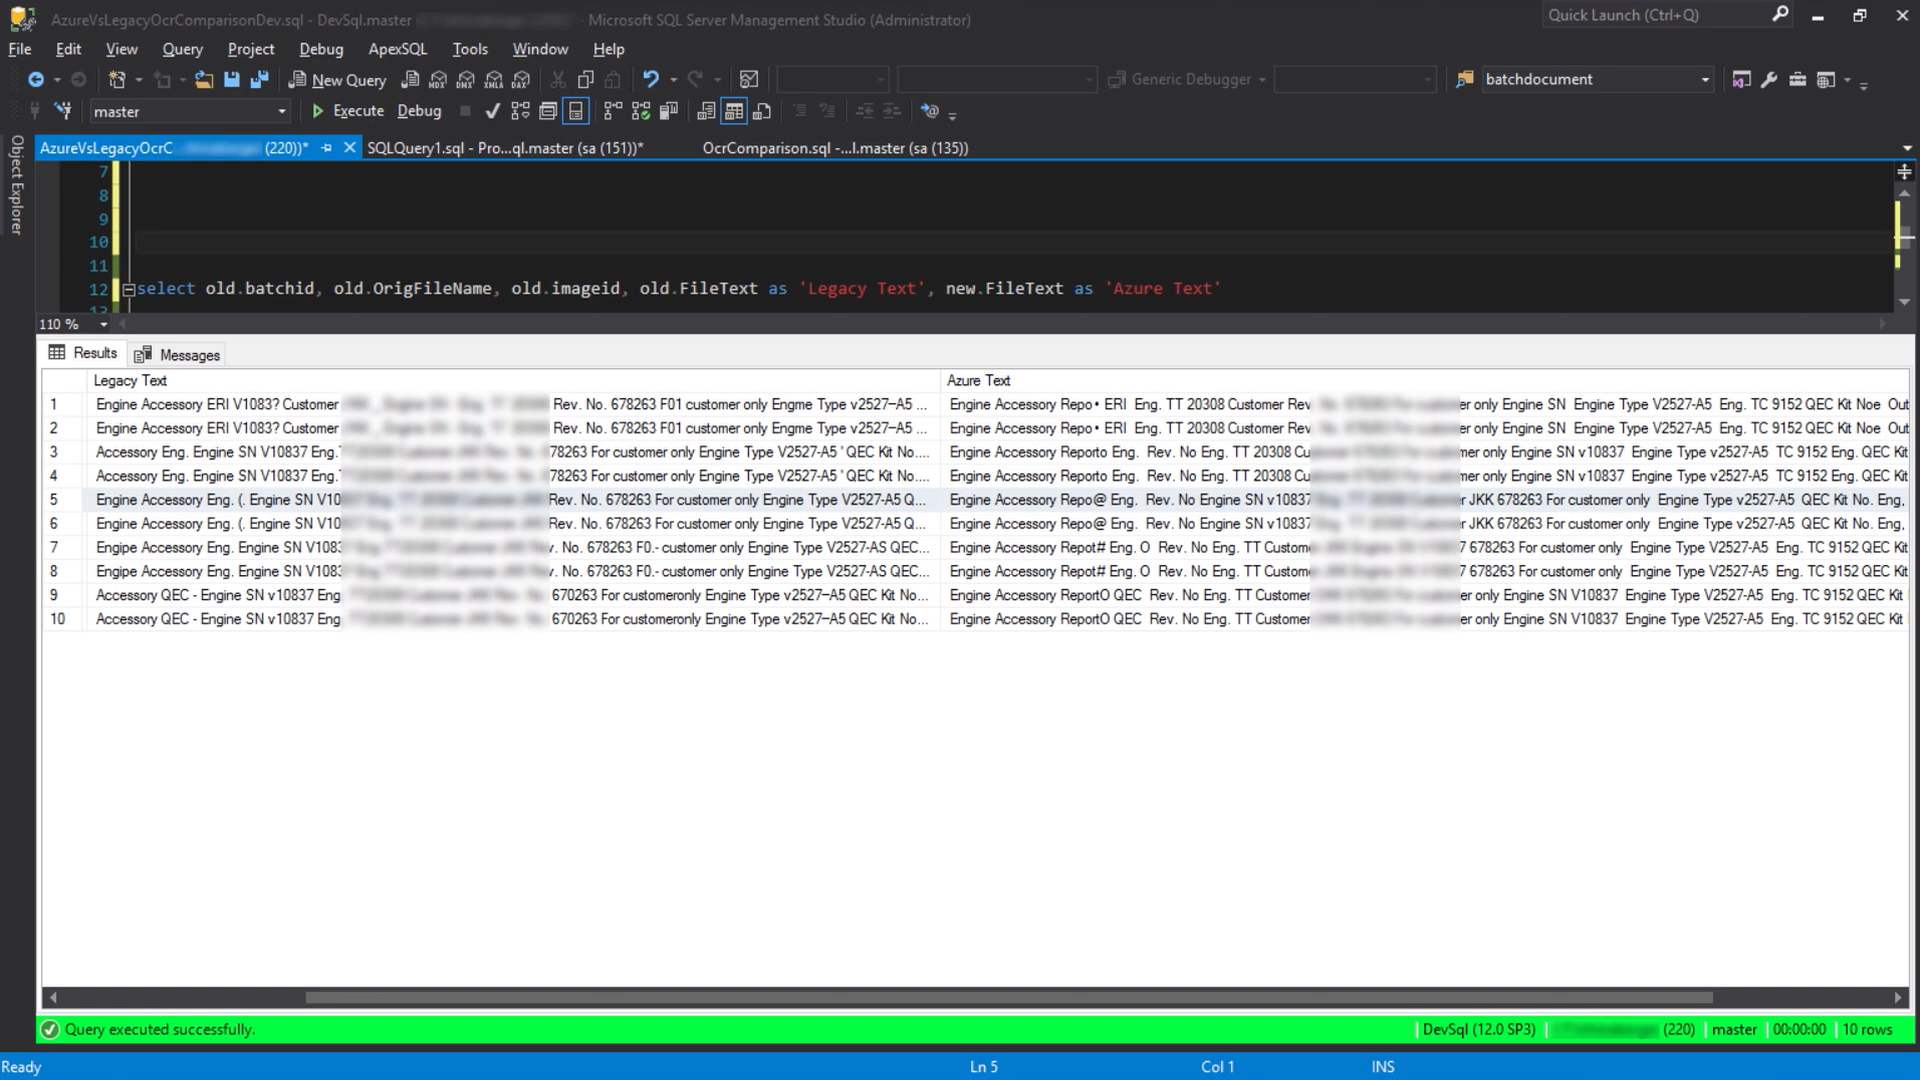 AzureVsLegacyOcrComparisonDev.sql - DevSql.master - Microsoft SQL Server Management Studio (Administrator) Quick Launch (Ctrl+Q)
File Edit View Query Project Debug ApexSQL Tools Window Help
New Query MDX DMX XMLA DAX Generic Debugger batchdocument
master Execute Debug
AzureVsLegacyOcrC (220))* SQLQuery1.sql - Pro...ql.master (sa (151))* OcrComparison.sql -...l.master (sa (135))
Object Explorer
7
8
9
10
11
12 select old.batchid, old.OrigFileName, old.imageid, old.FileText as 'Legacy Text', new.FileText as 'Azure Text'
110 %
Results Messages
Legacy Text Azure Text
1 Engine Accessory ERI V1083? Customer Rev. No. 678263 F01 customer only Engme Type v2527–A5 ... Engine Accessory Repo• ERI Eng. TT 20308 Customer Rev. er only Engine SN Engine Type V2527-A5 Eng. TC 9152 QEC Kit Noe Out
2 Engine Accessory ERI V1083? Customer Rev. No. 678263 F01 customer only Engme Type v2527–A5 ... Engine Accessory Repo• ERI Eng. TT 20308 Customer Rev. er only Engine SN Engine Type V2527-A5 Eng. TC 9152 QEC Kit Noe Out
3 Accessory Eng. Engine SN V10837 Eng. 78263 For customer only Engine Type V2527-A5 ' QEC Kit No.... Engine Accessory Reporto Eng. Rev. No Eng. TT 20308 Cu mer only Engine SN v10837 Engine Type v2527-A5 TC 9152 Eng. QEC Kit
4 Accessory Eng. Engine SN V10837 Eng. 78263 For customer only Engine Type V2527-A5 ' QEC Kit No.... Engine Accessory Reporto Eng. Rev. No Eng. TT 20308 Cu mer only Engine SN v10837 Engine Type v2527-A5 TC 9152 Eng. QEC Kit
5 Engine Accessory Eng. (. Engine SN V10 Rev. No. 678263 For customer only Engine Type V2527-A5 Q... Engine Accessory Repo@ Eng. Rev. No Engine SN v10837 r JKK 678263 For customer only Engine Type v2527-A5 QEC Kit No. Eng,
6 Engine Accessory Eng. (. Engine SN V10 Rev. No. 678263 For customer only Engine Type V2527-A5 Q... Engine Accessory Repo@ Eng. Rev. No Engine SN v10837 r JKK 678263 For customer only Engine Type v2527-A5 QEC Kit No. Eng,
7 Engipe Accessory Eng. Engine SN V1083 v. No. 678263 F0.- customer only Engine Type V2527-AS QEC... Engine Accessory Repot# Eng. O Rev. No Eng. TT Custome 7 678263 For customer only Engine Type V2527-A5 Eng. TC 9152 QEC Kit
8 Engipe Accessory Eng. Engine SN V1083 v. No. 678263 F0.- customer only Engine Type V2527-AS QEC... Engine Accessory Repot# Eng. O Rev. No Eng. TT Custome 7 678263 For customer only Engine Type V2527-A5 Eng. TC 9152 QEC Kit
9 Accessory QEC - Engine SN v10837 Eng 670263 For customeronly Engine Type v2527–A5 QEC Kit No... Engine Accessory ReportO QEC Rev. No Eng. TT Customer er only Engine SN V10837 Engine Type V2527-A5 Eng. TC 9152 QEC Kit
10 Accessory QEC - Engine SN v10837 Eng 670263 For customeronly Engine Type v2527–A5 QEC Kit No... Engine Accessory ReportO QEC Rev. No Eng. TT Customer er only Engine SN V10837 Engine Type V2527-A5 Eng. TC 9152 QEC Kit
Query executed successfully. DevSql (12.0 SP3) (220) master 00:00:00 10 rows
Ready Ln 5 Col 1 INS